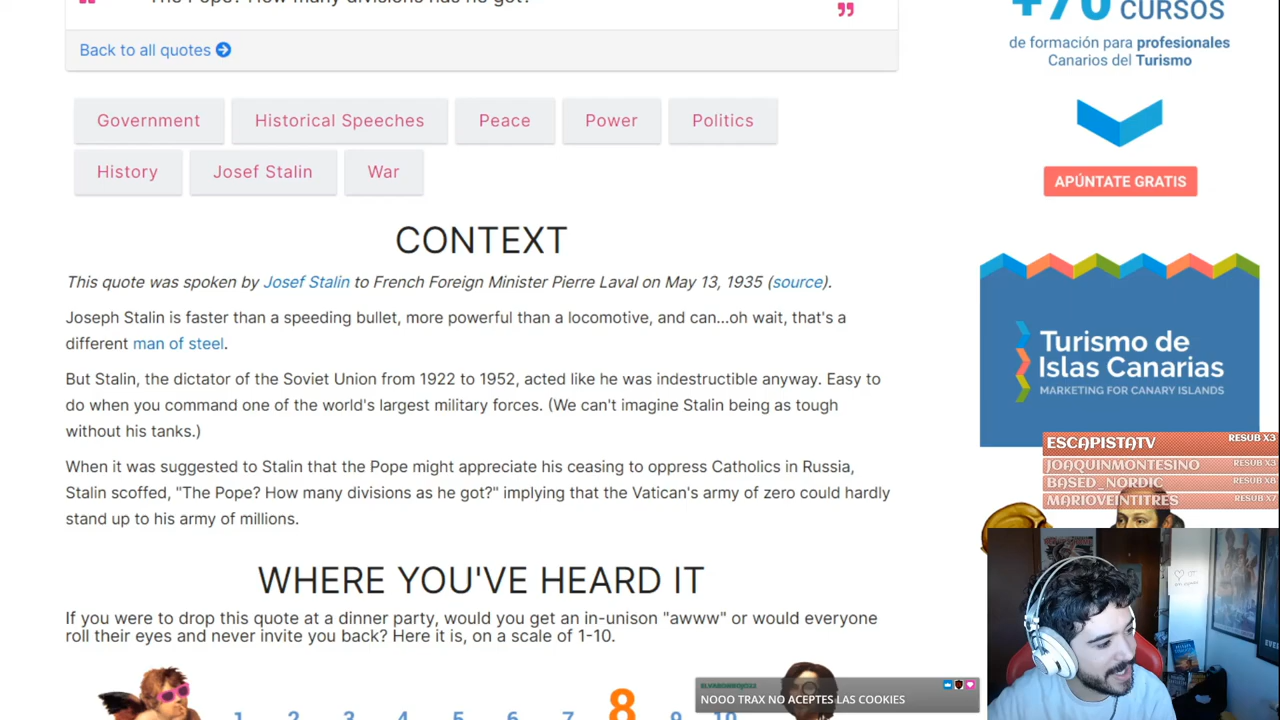 "The Pope? How many divisions has he got?"
Back to all quotes
Government
Historical Speeches
Peace
Power
Politics
History
Josef Stalin
War
CONTEXT
This quote was spoken by Josef Stalin to French Foreign Minister Pierre Laval on May 13, 1935 (source).
Joseph Stalin is faster than a speeding bullet, more powerful than a locomotive, and can...oh wait, that's a
different man of steel.
But Stalin, the dictator of the Soviet Union from 1922 to 1952, acted like he was indestructible anyway. Easy to
do when you command one of the world's largest military forces. (We can't imagine Stalin being as tough
without his tanks.)
When it was suggested to Stalin that the Pope might appreciate his ceasing to oppress Catholics in Russia,
Stalin scoffed, "The Pope? How many divisions as he got?" implying that the Vatican's army of zero could hardly
stand up to his army of millions.
WHERE YOU'VE HEARD IT
If you were to drop this quote at a dinner party, would you get an in-unison "awww" or would everyone
roll their eyes and never invite you back? Here it is, on a scale of 1-10.
1 2 3 4 5 6 7 8 9 10
+70 CURSOS
de formación para profesionales
Canarios del Turismo
APÚNTATE GRATIS
Turismo de
Islas Canarias
MARKETING FOR CANARY ISLANDS
ESCAPISTATV RESUB X3
JOAQUINMONTESINO RESUB X3
BASED_NORDIC RESUB X6
MARIOVEINTITRES RESUB X7
NOOO TRAX NO ACEPTES LAS COOKIES